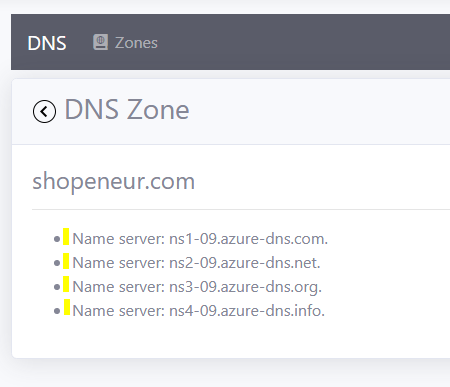 DNS Zones
DNS Zone
shopeneur.com
Name server: ns1-09.azure-dns.com.
Name server: ns2-09.azure-dns.net.
Name server: ns3-09.azure-dns.org.
Name server: ns4-09.azure-dns.info.